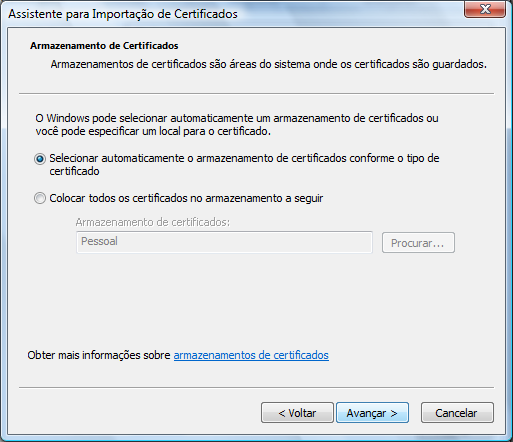 Assistente para Importação de Certificados
Armazenamento de Certificados
Armazenamentos de certificados são áreas do sistema onde os certificados são guardados.
O Windows pode selecionar automaticamente um armazenamento de certificados ou
você pode especificar um local para o certificado.
Selecionar automaticamente o armazenamento de certificados conforme o tipo de
certificado
Colocar todos os certificados no armazenamento a seguir
Armazenamento de certificados:
Pessoal
Procurar...
Obter mais informações sobre armazenamentos de certificados
< Voltar
Avançar >
Cancelar